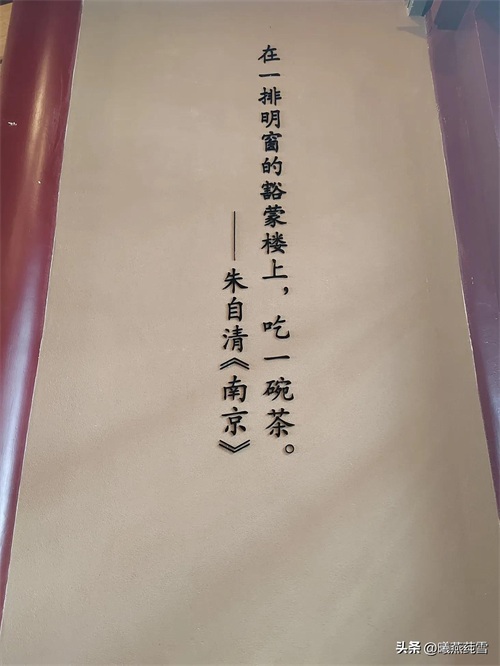 在一排明窗的豁蒙楼上，吃一碗茶。
——朱自清《南京》
头条 @曦燕莼雪